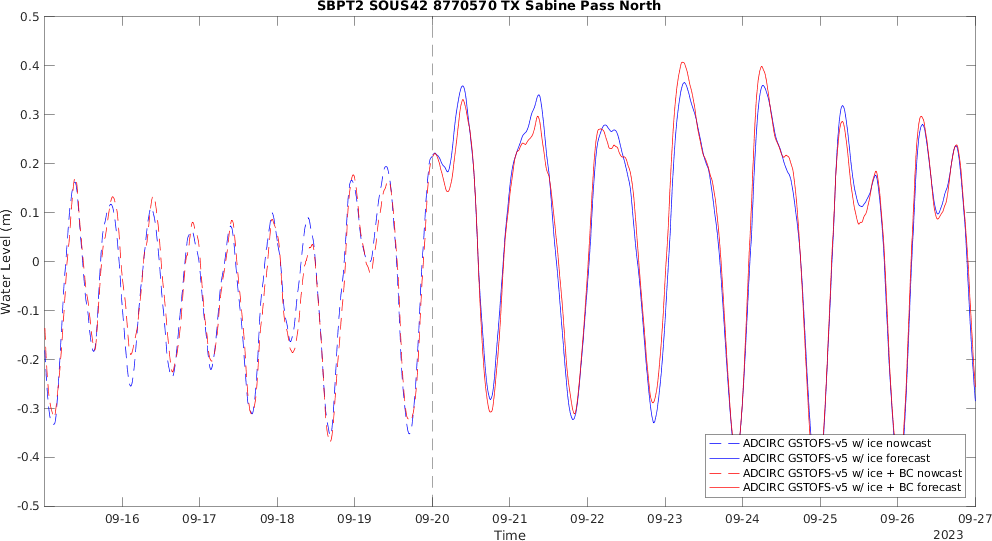 SBPT2 SOUS42 8770570 TX Sabine Pass North
0.5
0.4
0.3
0.2
0.1
0
-0.1
-0.2
-0.3
-0.4
-0.5
Water Level (m)
ADCIRC GSTOFS-v5 w/ ice nowcast
ADCIRC GSTOFS-v5 w/ ice forecast
ADCIRC GSTOFS-v5 w/ ice + BC nowcast
ADCIRC GSTOFS-v5 w/ ice + BC forecast
09-16 09-17 09-18 09-19 09-20 09-21 09-22 09-23 09-24 09-25 09-26 09-27
Time
2023